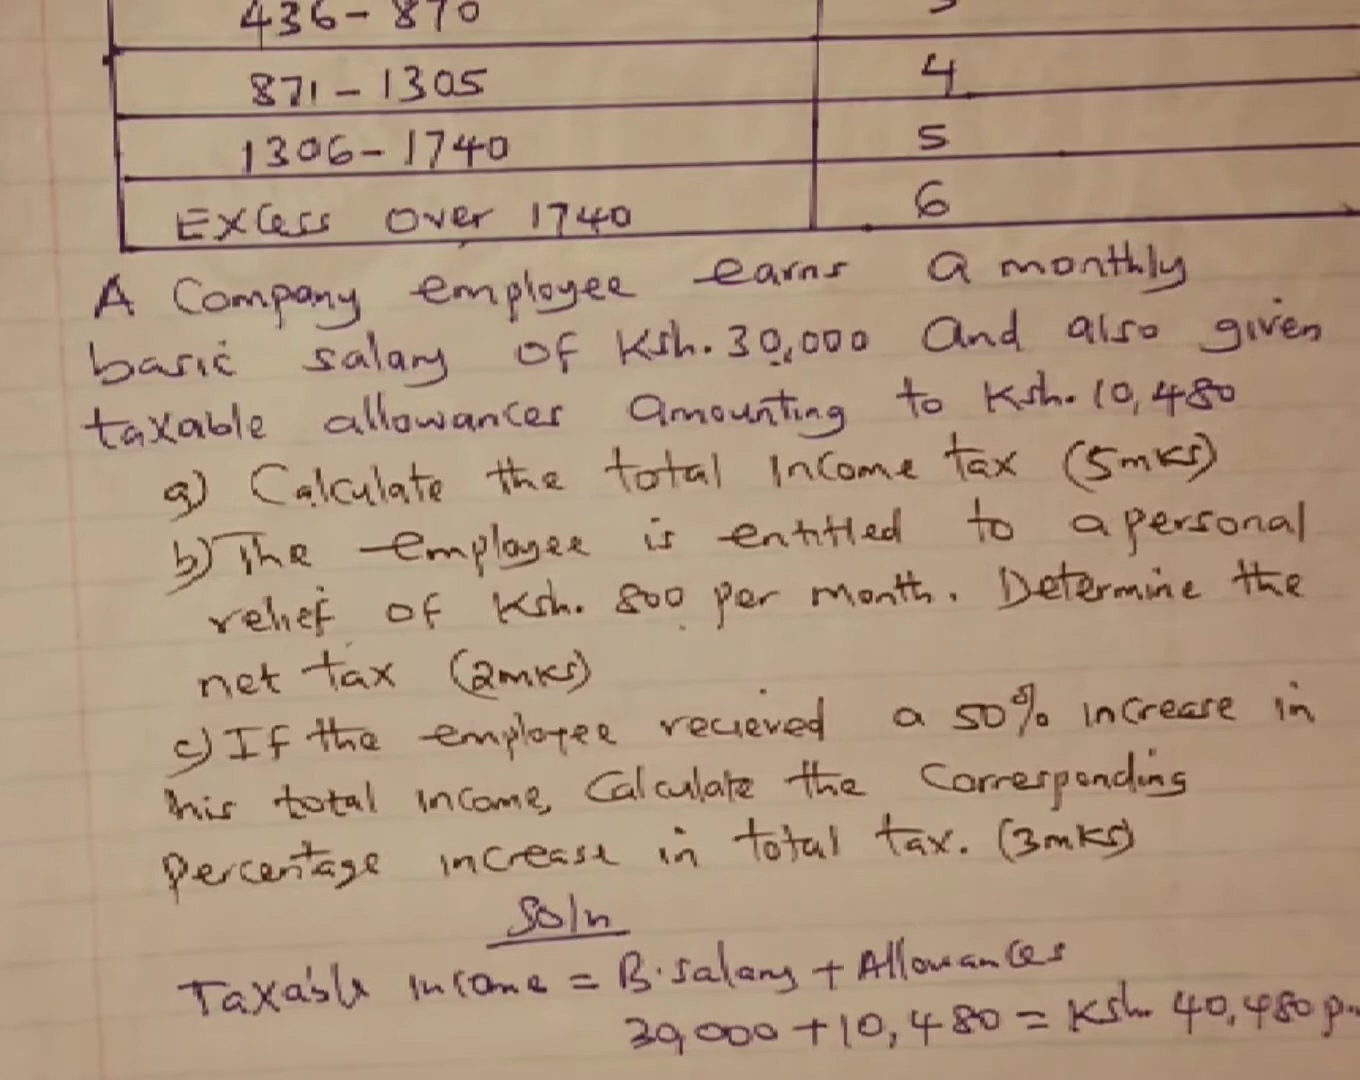 436 - 870
871 - 1305 4
1306 - 1740 5
Excess over 1740 6
A Company employee earns a monthly
basic salary of Ksh. 30,000 and also given
taxable allowances amounting to Ksh. 10,480
a) Calculate the total income tax (5mks)
b) The employee is entitled to a personal
relief of Ksh. 800 per month. Determine the
net tax (2mks)
c) If the employee recieved a 50% increase in
his total income, Calculate the corresponding
percentage increase in total tax. (3mks)
Soln
Taxable income = B.salary + Allowances
30,000 + 10,480 = Ksh 40,480 p.